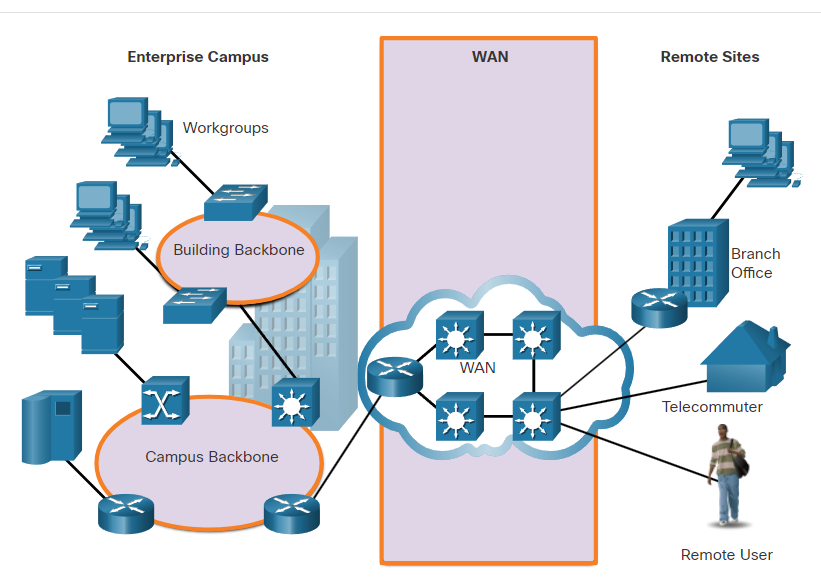 Enterprise Campus
WAN
Remote Sites
Workgroups
Building Backbone
Branch
Office
WAN
Telecommuter
Campus Backbone
Remote User